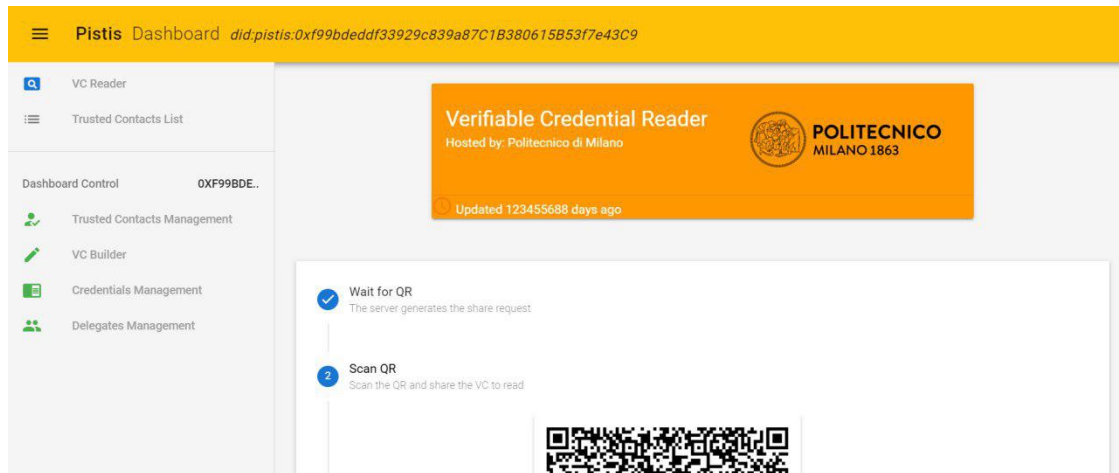 Pistis Dashboard did:pistis:0xf99bdeddf33929c839a87C1B380615B53f7e43C9
VC Reader
Trusted Contacts List
Dashboard Control 0XF99BDE..
Trusted Contacts Management
VC Builder
Credentials Management
Delegates Management
Verifiable Credential Reader
Hosted by: Politecnico di Milano
POLITECNICO
MILANO 1863
Updated 123455688 days ago
Wait for QR
The server generates the share request
2
Scan QR
Scan the QR and share the VC to read